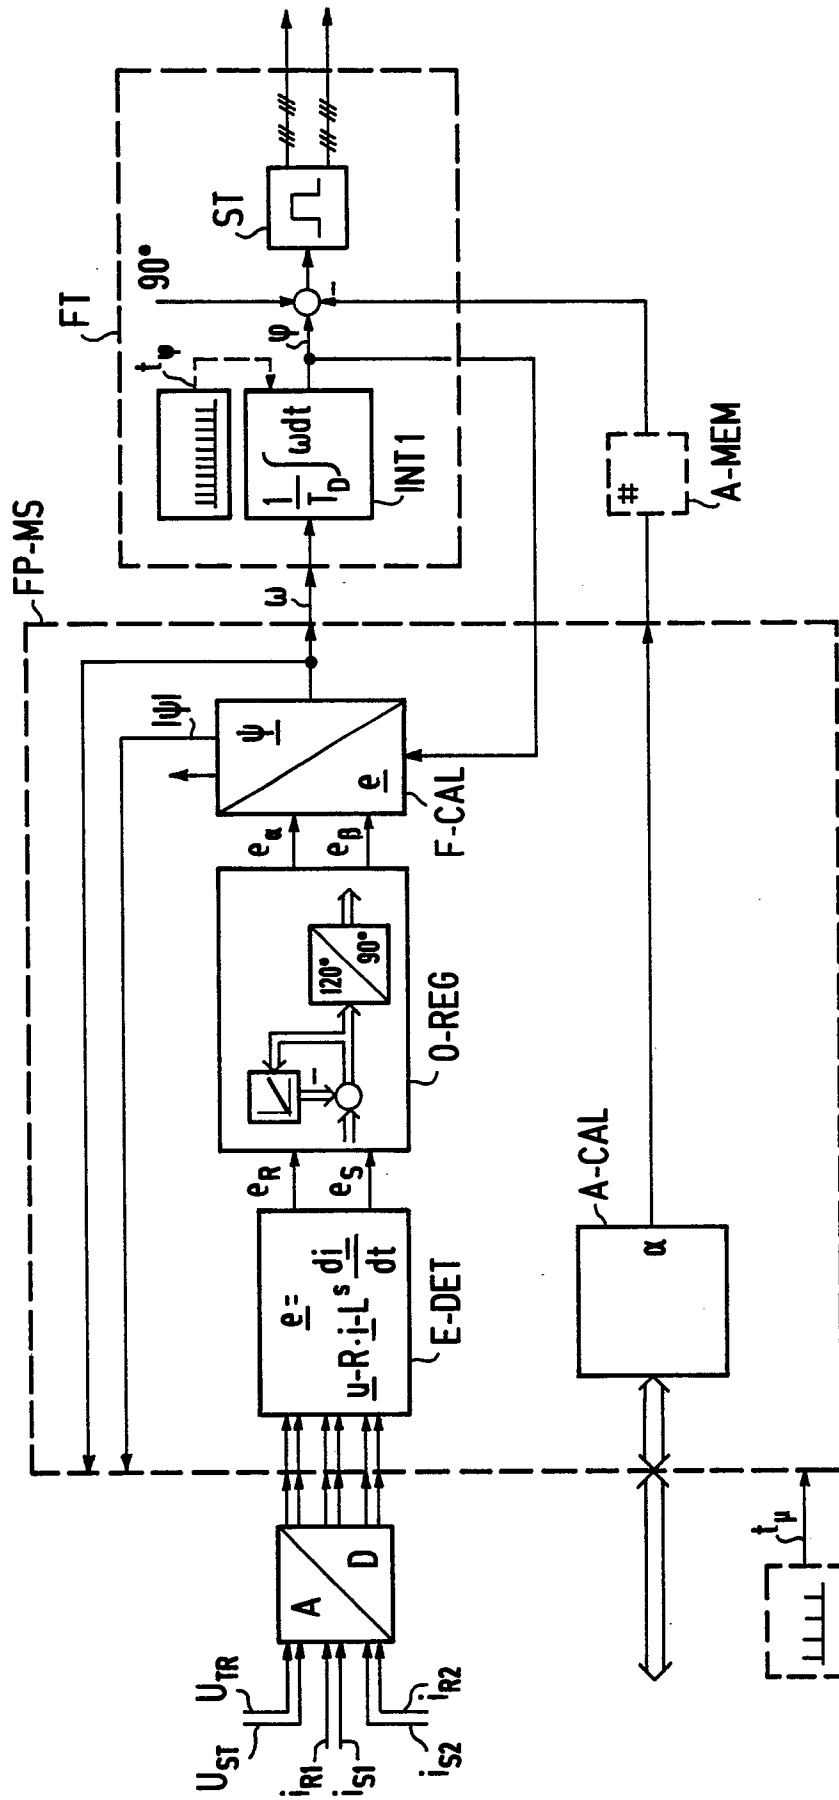 FP-MS
FT
90°
ST
t_φ
φ
1/T_D ∫ωdt
INT1
ω
|ψ|
ψ
e
F-CAL
e_α
e_β
120°
90°
O-REG
e_R
e_S
e =
u-R·i-L^s di/dt
E-DET
A
D
U_TR
U_ST
i_R1
i_S1
i_S2
i_R2
#
A-MEM
A-CAL
α
t_μ